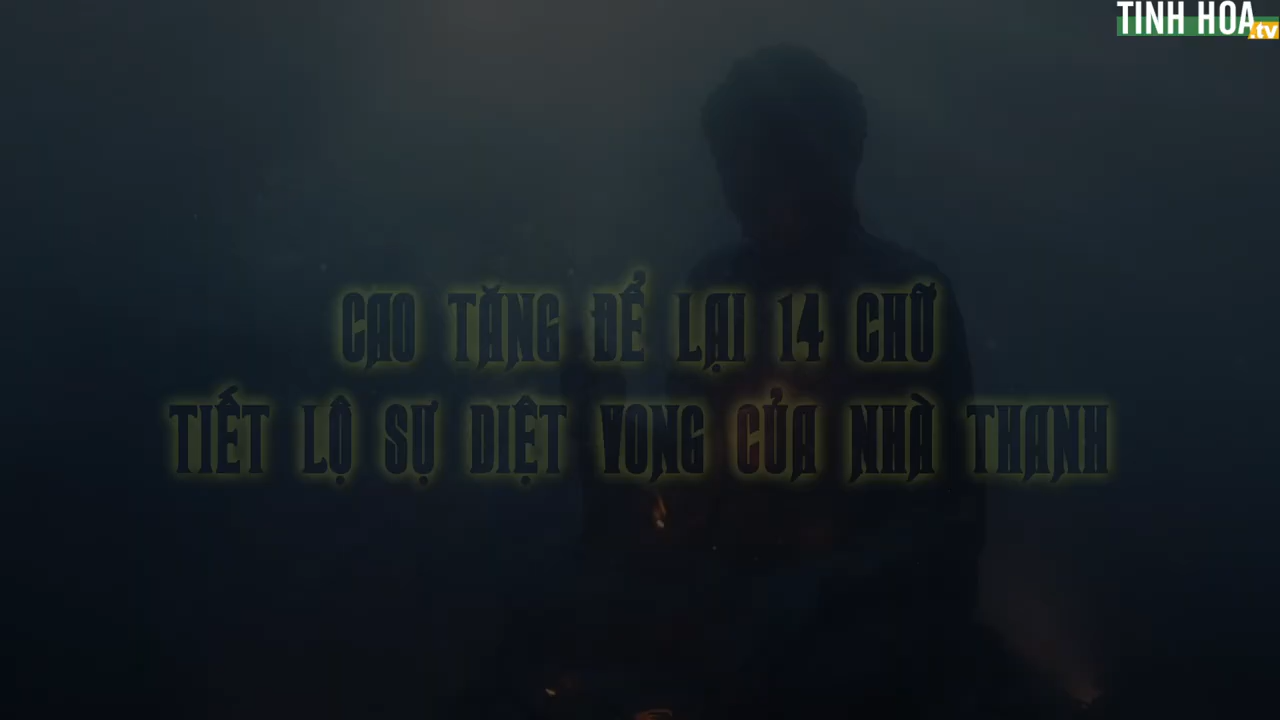 TINH HOA
.tv
CAO TĂNG ĐỂ LẠI 14 CHỮ
TIẾT LỘ SỰ DIỆT VONG CỦA NHÀ THANH